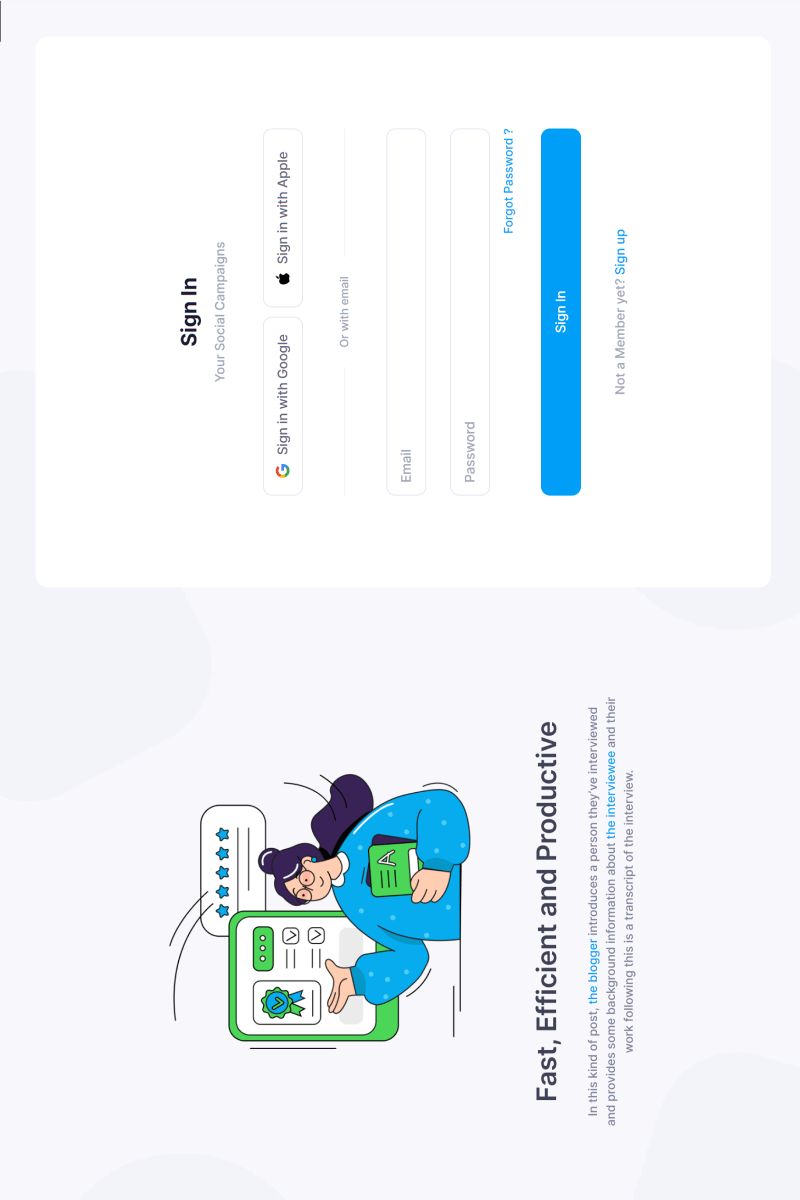 Fast, Efficient and Productive
In this kind of post, the blogger introduces a person they've interviewed
and provides some background information about the interviewee and their
work following this is a transcript of the interview.
Sign In
Your Social Campaigns
Sign in with Google
Sign in with Apple
Or with email
Email
Password
Forgot Password ?
Sign In
Not a Member yet? Sign up